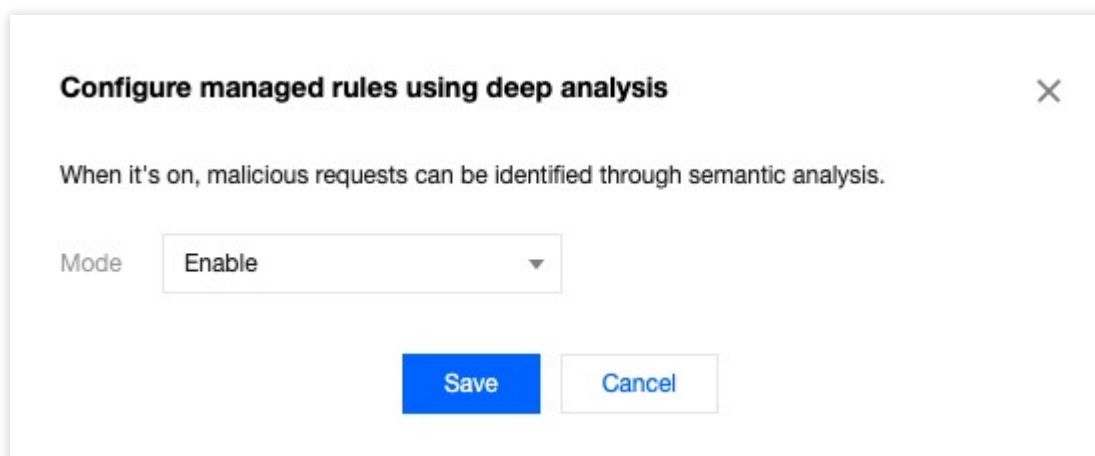 Configure managed rules using deep analysis
When it's on, malicious requests can be identified through semantic analysis.
Mode
Enable
Save
Cancel